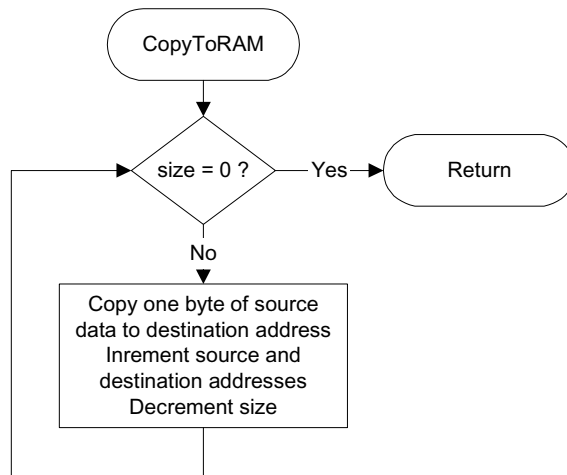 CopyToRAM
size = 0 ?
Yes
Return
No
Copy one byte of source
data to destination address
Inrement source and
destination addresses
Decrement size